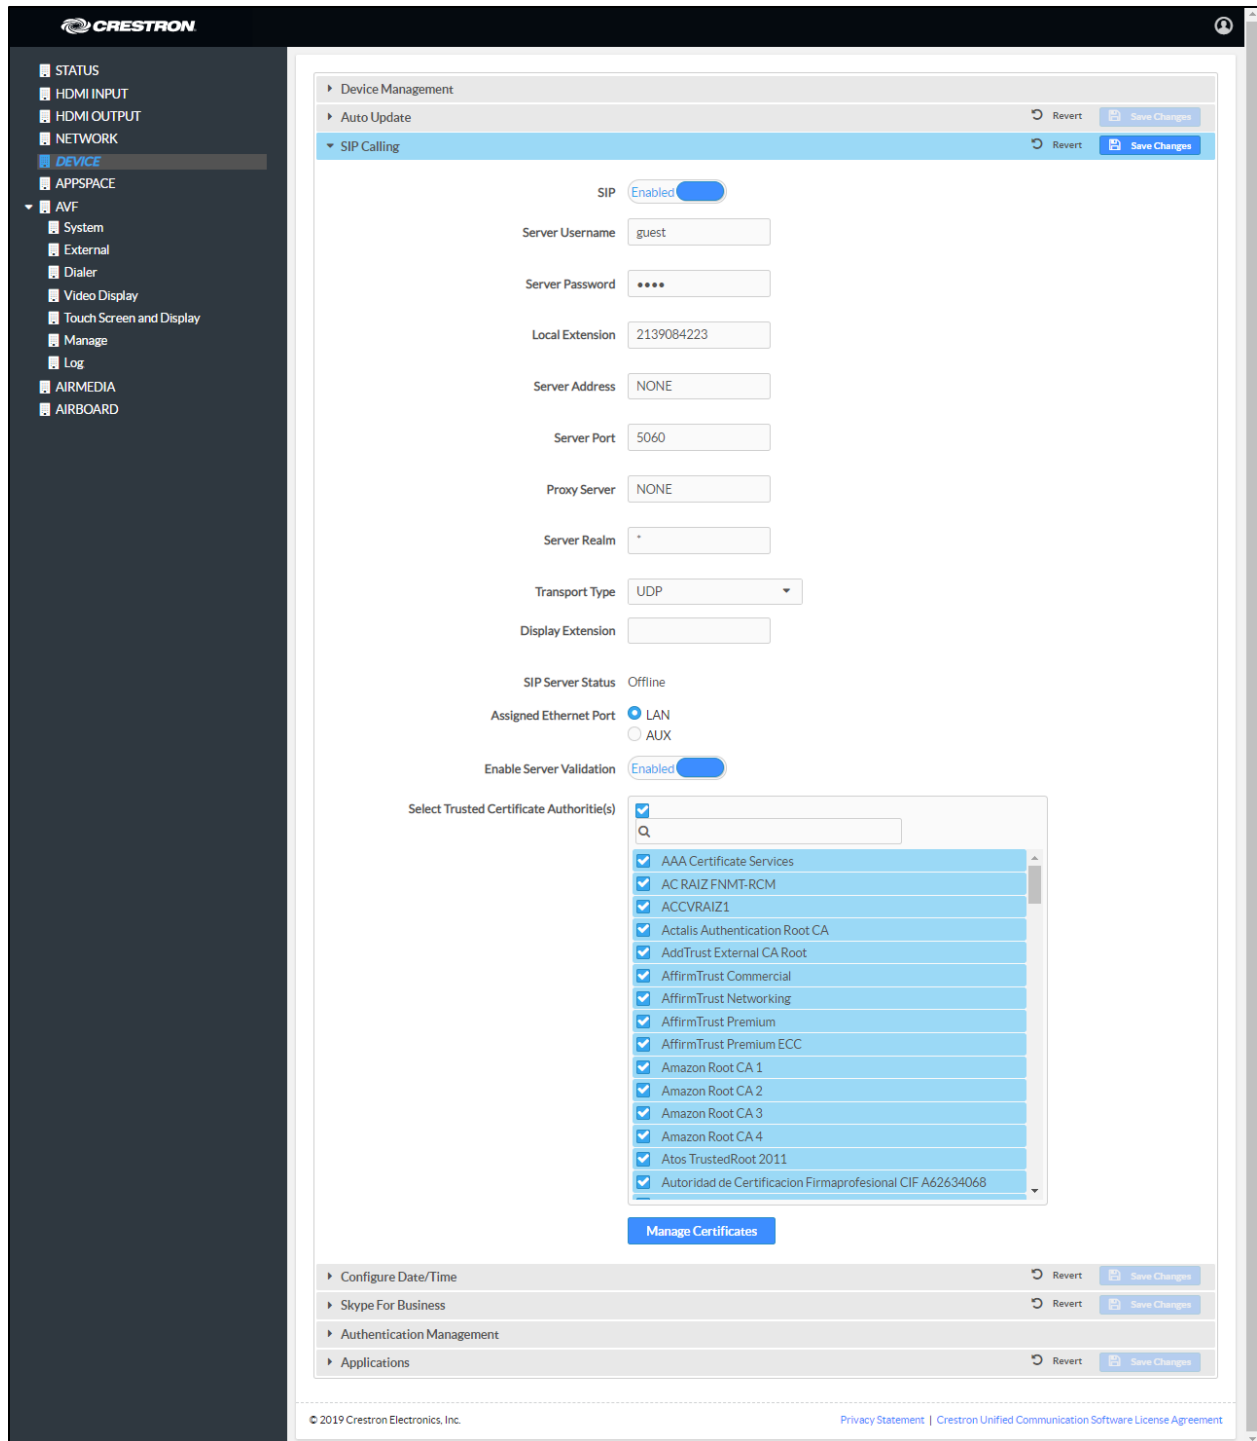 CRESTRON
STATUS
HDMI INPUT
HDMI OUTPUT
NETWORK
DEVICE
APPSPACE
AVF
System
External
Dialer
Video Display
Touch Screen and Display
Manage
Log
AIRMEDIA
AIRBOARD
Device Management
Auto Update Revert Save Changes
SIP Calling Revert Save Changes
SIP Enabled
Server Username guest
Server Password ••••
Local Extension 2139084223
Server Address NONE
Server Port 5060
Proxy Server NONE
Server Realm *
Transport Type UDP
Display Extension
SIP Server Status Offline
Assigned Ethernet Port LAN
AUX
Enable Server Validation Enabled
Select Trusted Certificate Authoritie(s)
AAA Certificate Services
AC RAIZ FNMT-RCM
ACCVRAIZ1
Actalis Authentication Root CA
AddTrust External CA Root
AffirmTrust Commercial
AffirmTrust Networking
AffirmTrust Premium
AffirmTrust Premium ECC
Amazon Root CA 1
Amazon Root CA 2
Amazon Root CA 3
Amazon Root CA 4
Atos TrustedRoot 2011
Autoridad de Certificacion Firmaprofesional CIF A62634068
Manage Certificates
Configure Date/Time Revert Save Changes
Skype For Business Revert Save Changes
Authentication Management
Applications Revert Save Changes
© 2019 Crestron Electronics, Inc. Privacy Statement | Crestron Unified Communication Software License Agreement